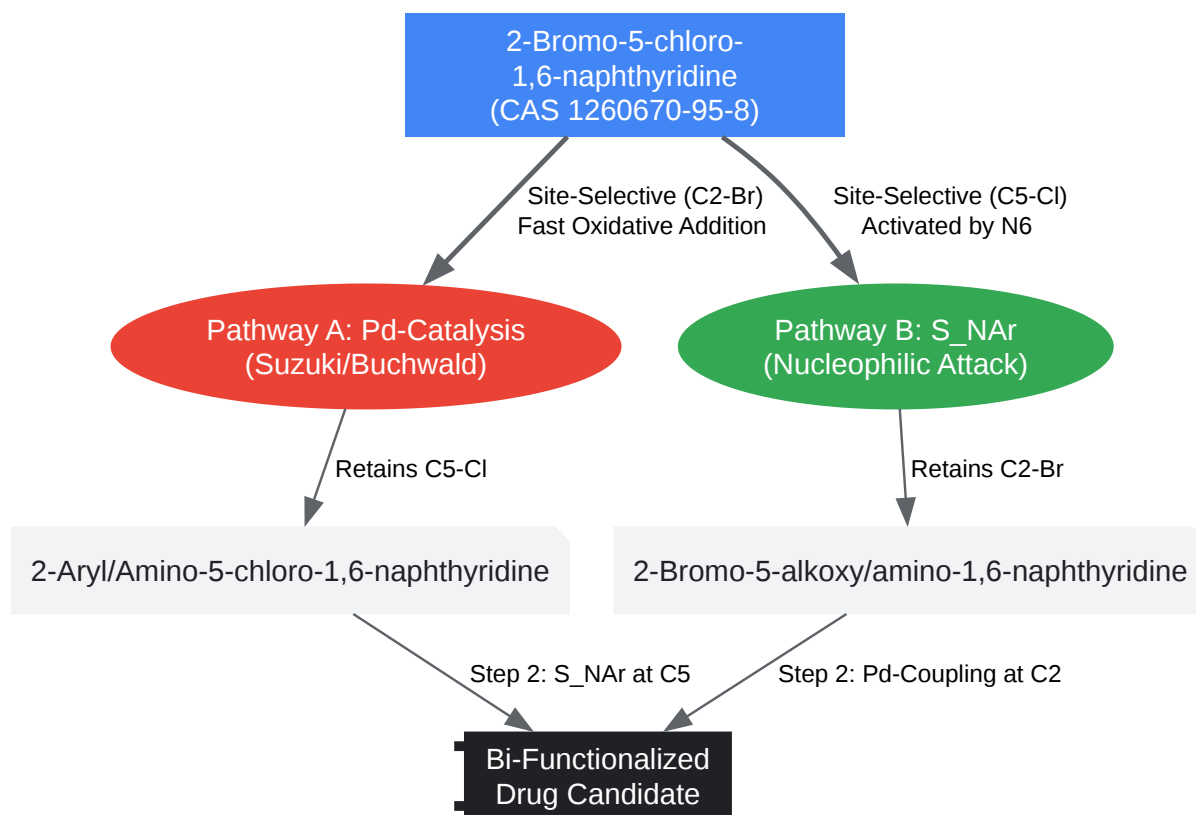 2-Bromo-5-chloro-
1,6-naphthyridine
(CAS 1260670-95-8)
Site-Selective (C2-Br)
Fast Oxidative Addition
Site-Selective (C5-Cl)
Activated by N6
Pathway A: Pd-Catalysis
(Suzuki/Buchwald)
Pathway B: S_NAr
(Nucleophilic Attack)
Retains C5-Cl
Retains C2-Br
2-Aryl/Amino-5-chloro-1,6-naphthyridine
2-Bromo-5-alkoxy/amino-1,6-naphthyridine
Step 2: S_NAr at C5
Step 2: Pd-Coupling at C2
Bi-Functionalized
Drug Candidate